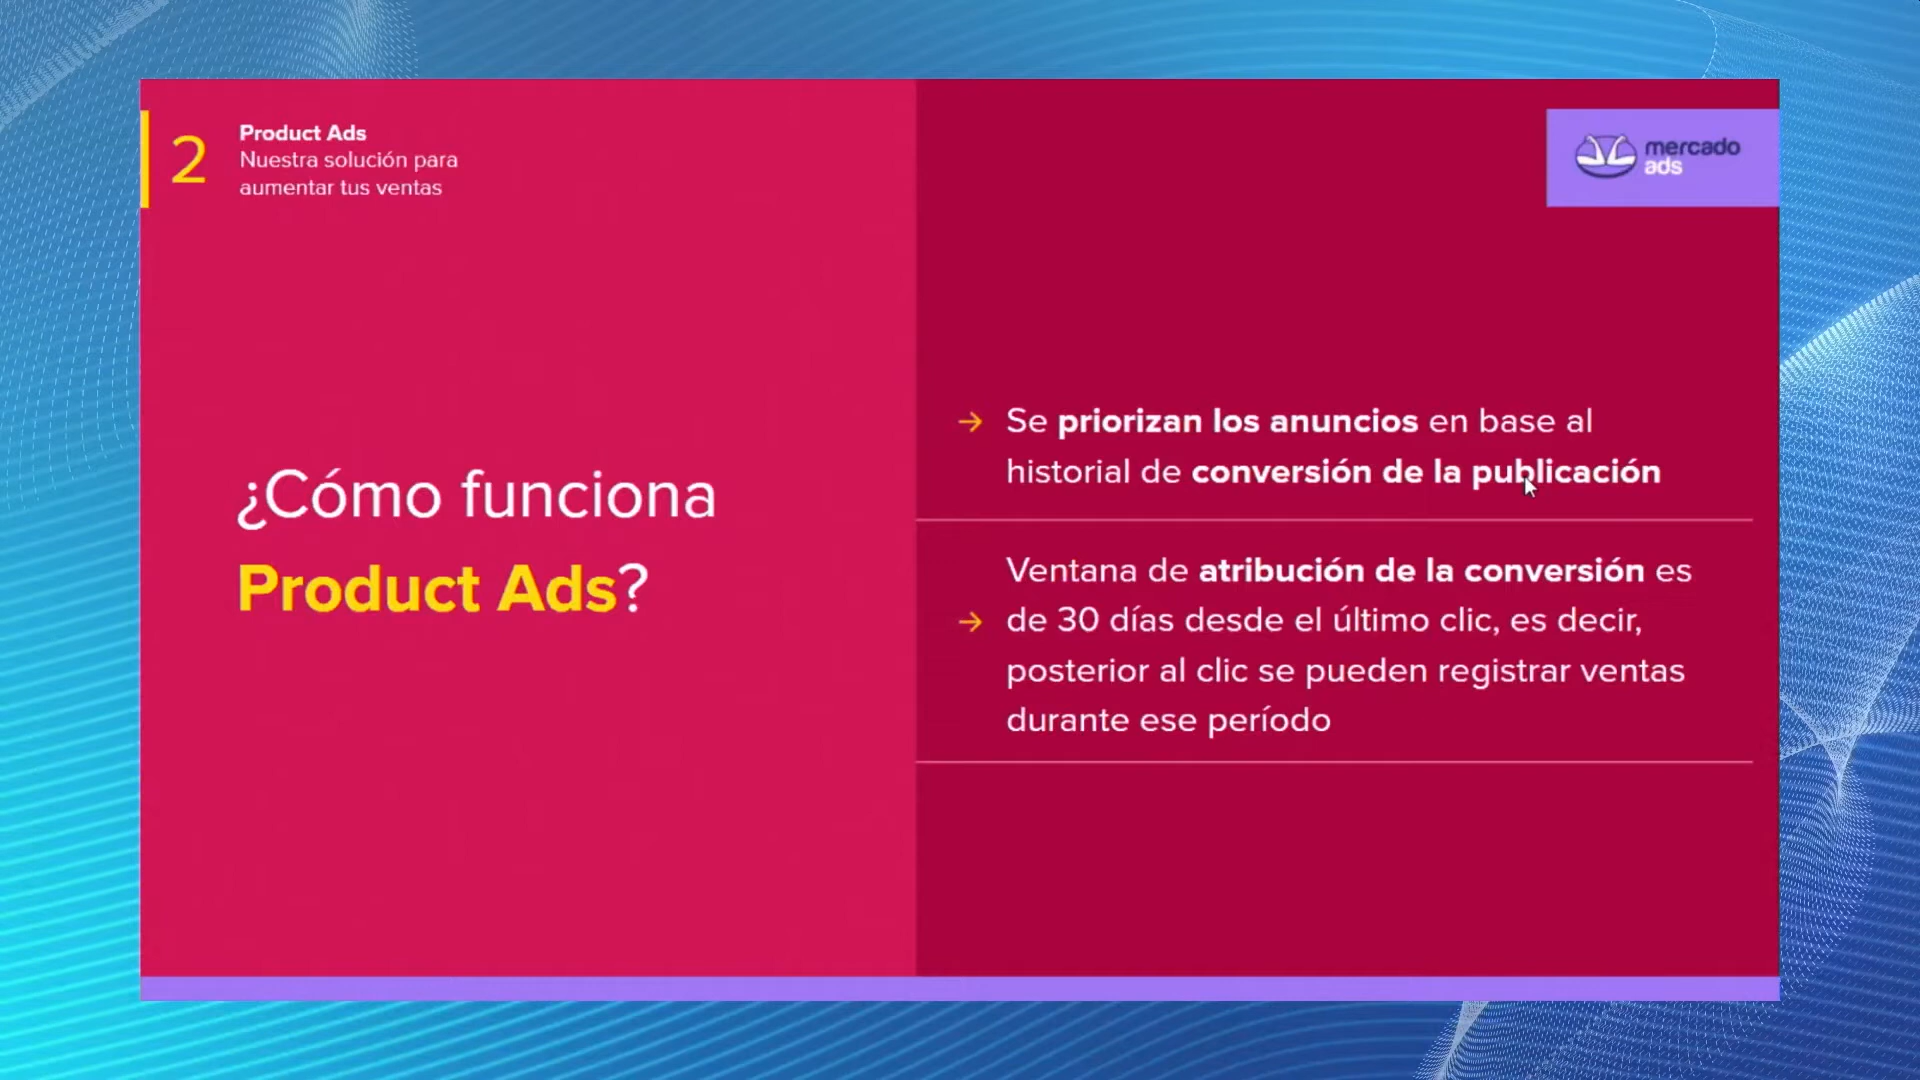 2
Product Ads
Nuestra solución para
aumentar tus ventas
mercado
ads
¿Cómo funciona
Product Ads?
Se priorizan los anuncios en base al
historial de conversión de la publicación
Ventana de atribución de la conversión es
de 30 días desde el último clic, es decir,
posterior al clic se pueden registrar ventas
durante ese período